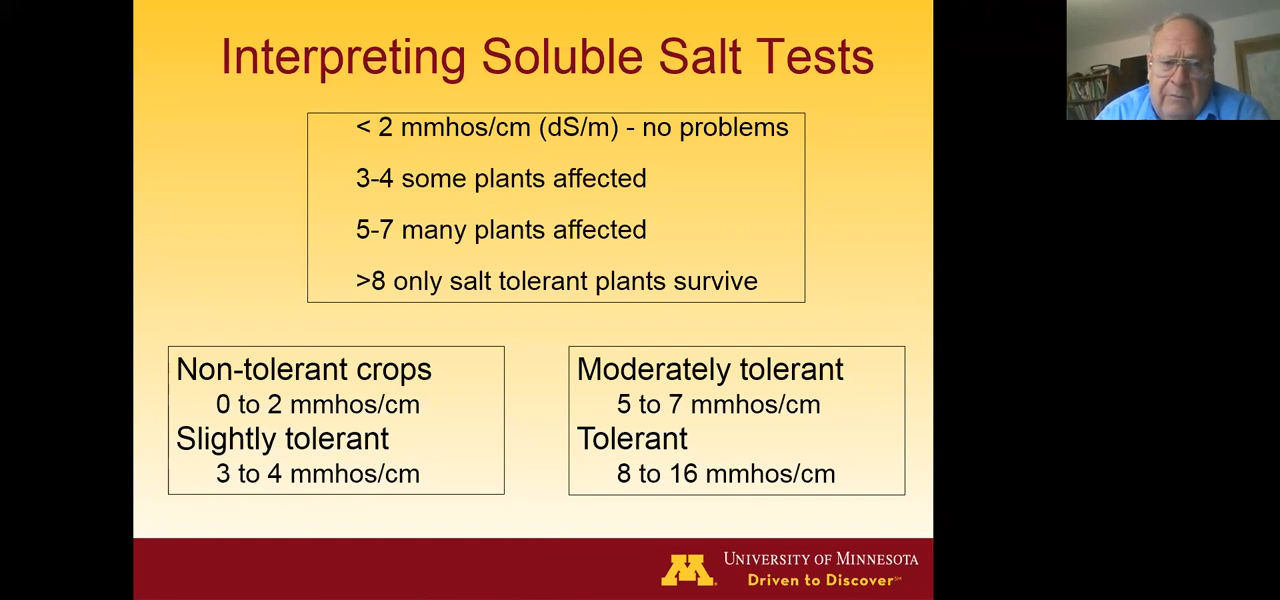 Interpreting Soluble Salt Tests
< 2 mmhos/cm (dS/m) - no problems
3-4 some plants affected
5-7 many plants affected
>8 only salt tolerant plants survive
Non-tolerant crops
0 to 2 mmhos/cm
Slightly tolerant
3 to 4 mmhos/cm
Moderately tolerant
5 to 7 mmhos/cm
Tolerant
8 to 16 mmhos/cm
M
UNIVERSITY OF MINNESOTA
Driven to Discover℠